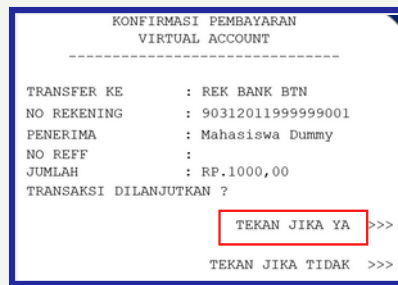 KONFIRMASI PEMBAYARAN
VIRTUAL ACCOUNT
-------------------------------
TRANSFER KE : REK BANK BTN
NO REKENING : 90312011999999001
PENERIMA : Mahasiswa Dummy
NO REFF :
JUMLAH : RP.1000,00
TRANSAKSI DILANJUTKAN ?
TEKAN JIKA YA >>>
TEKAN JIKA TIDAK >>>